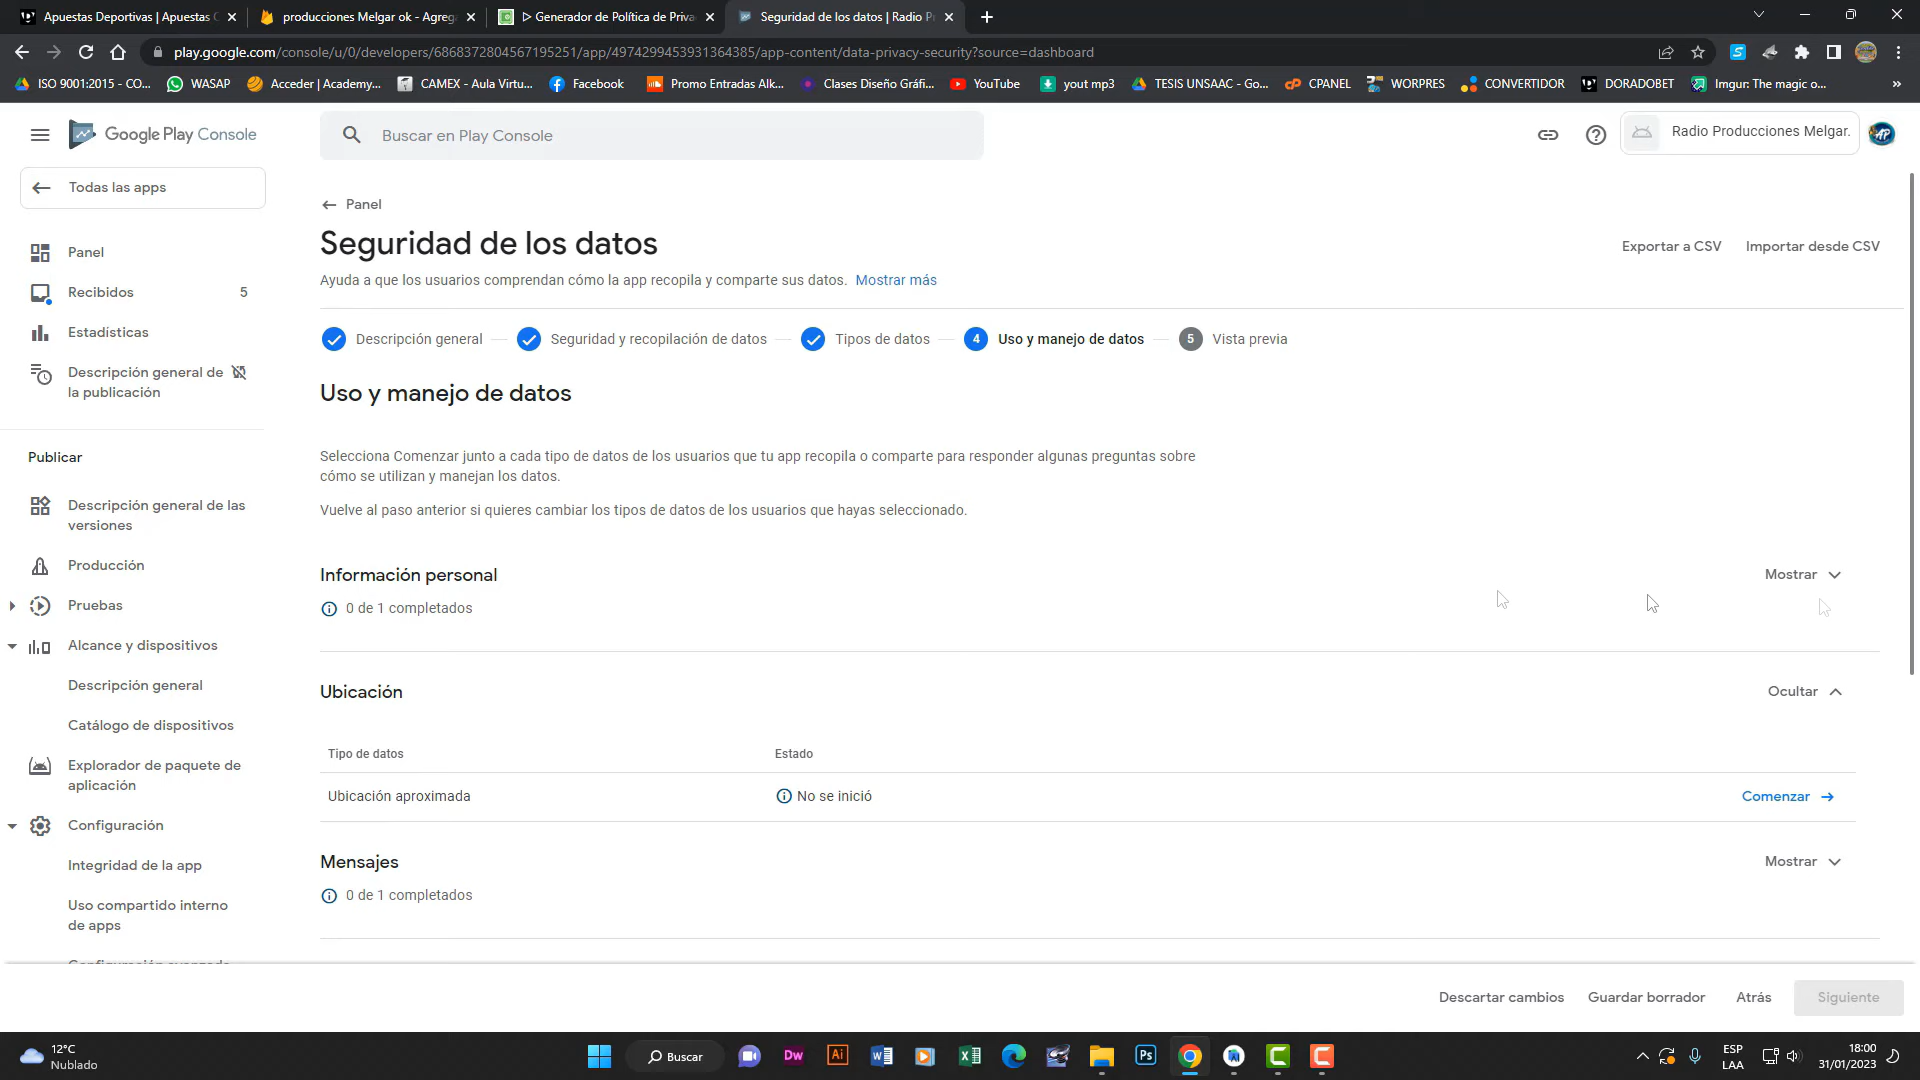 Apuestas Deportivas | Apuestas C
producciones Melgar ok - Agrega
ᐅ Generador de Política de Priva
Seguridad de los datos | Radio Pr
play.google.com/console/u/0/developers/6868372804567195251/app/4974299453931364385/app-content/data-privacy-security?source=dashboard
ISO 9001:2015 - CO...
WASAP
Acceder | Academy...
CAMEX - Aula Virtu...
Facebook
Promo Entradas Alk...
Clases Diseño Gráfi...
YouTube
yout mp3
TESIS UNSAAC - Go...
CPANEL
WORPRES
CONVERTIDOR
DORADOBET
Imgur: The magic o...
»
Google Play Console
Buscar en Play Console
Radio Producciones Melgar.
Todas las apps
Panel
Recibidos 5
Estadísticas
Descripción general de
la publicación
Publicar
Descripción general de las
versiones
Producción
Pruebas
Alcance y dispositivos
Descripción general
Catálogo de dispositivos
Explorador de paquete de
aplicación
Configuración
Integridad de la app
Uso compartido interno
de apps
Configuración avanzada
Panel
Seguridad de los datos
Exportar a CSV
Importar desde CSV
Ayuda a que los usuarios comprendan cómo la app recopila y comparte sus datos. Mostrar más
Descripción general
Seguridad y recopilación de datos
Tipos de datos
4 Uso y manejo de datos
5 Vista previa
Uso y manejo de datos
Selecciona Comenzar junto a cada tipo de datos de los usuarios que tu app recopila o comparte para responder algunas preguntas sobre
cómo se utilizan y manejan los datos.
Vuelve al paso anterior si quieres cambiar los tipos de datos de los usuarios que hayas seleccionado.
Información personal
Mostrar
0 de 1 completados
Ubicación
Ocultar
Tipo de datos
Estado
Ubicación aproximada
No se inició
Comenzar
Mensajes
Mostrar
0 de 1 completados
Descartar cambios
Guardar borrador
Atrás
Siguiente
12°C
Nublado
Buscar
Dw
Ai
Ps
ESP
LAA
18:00
31/01/2023